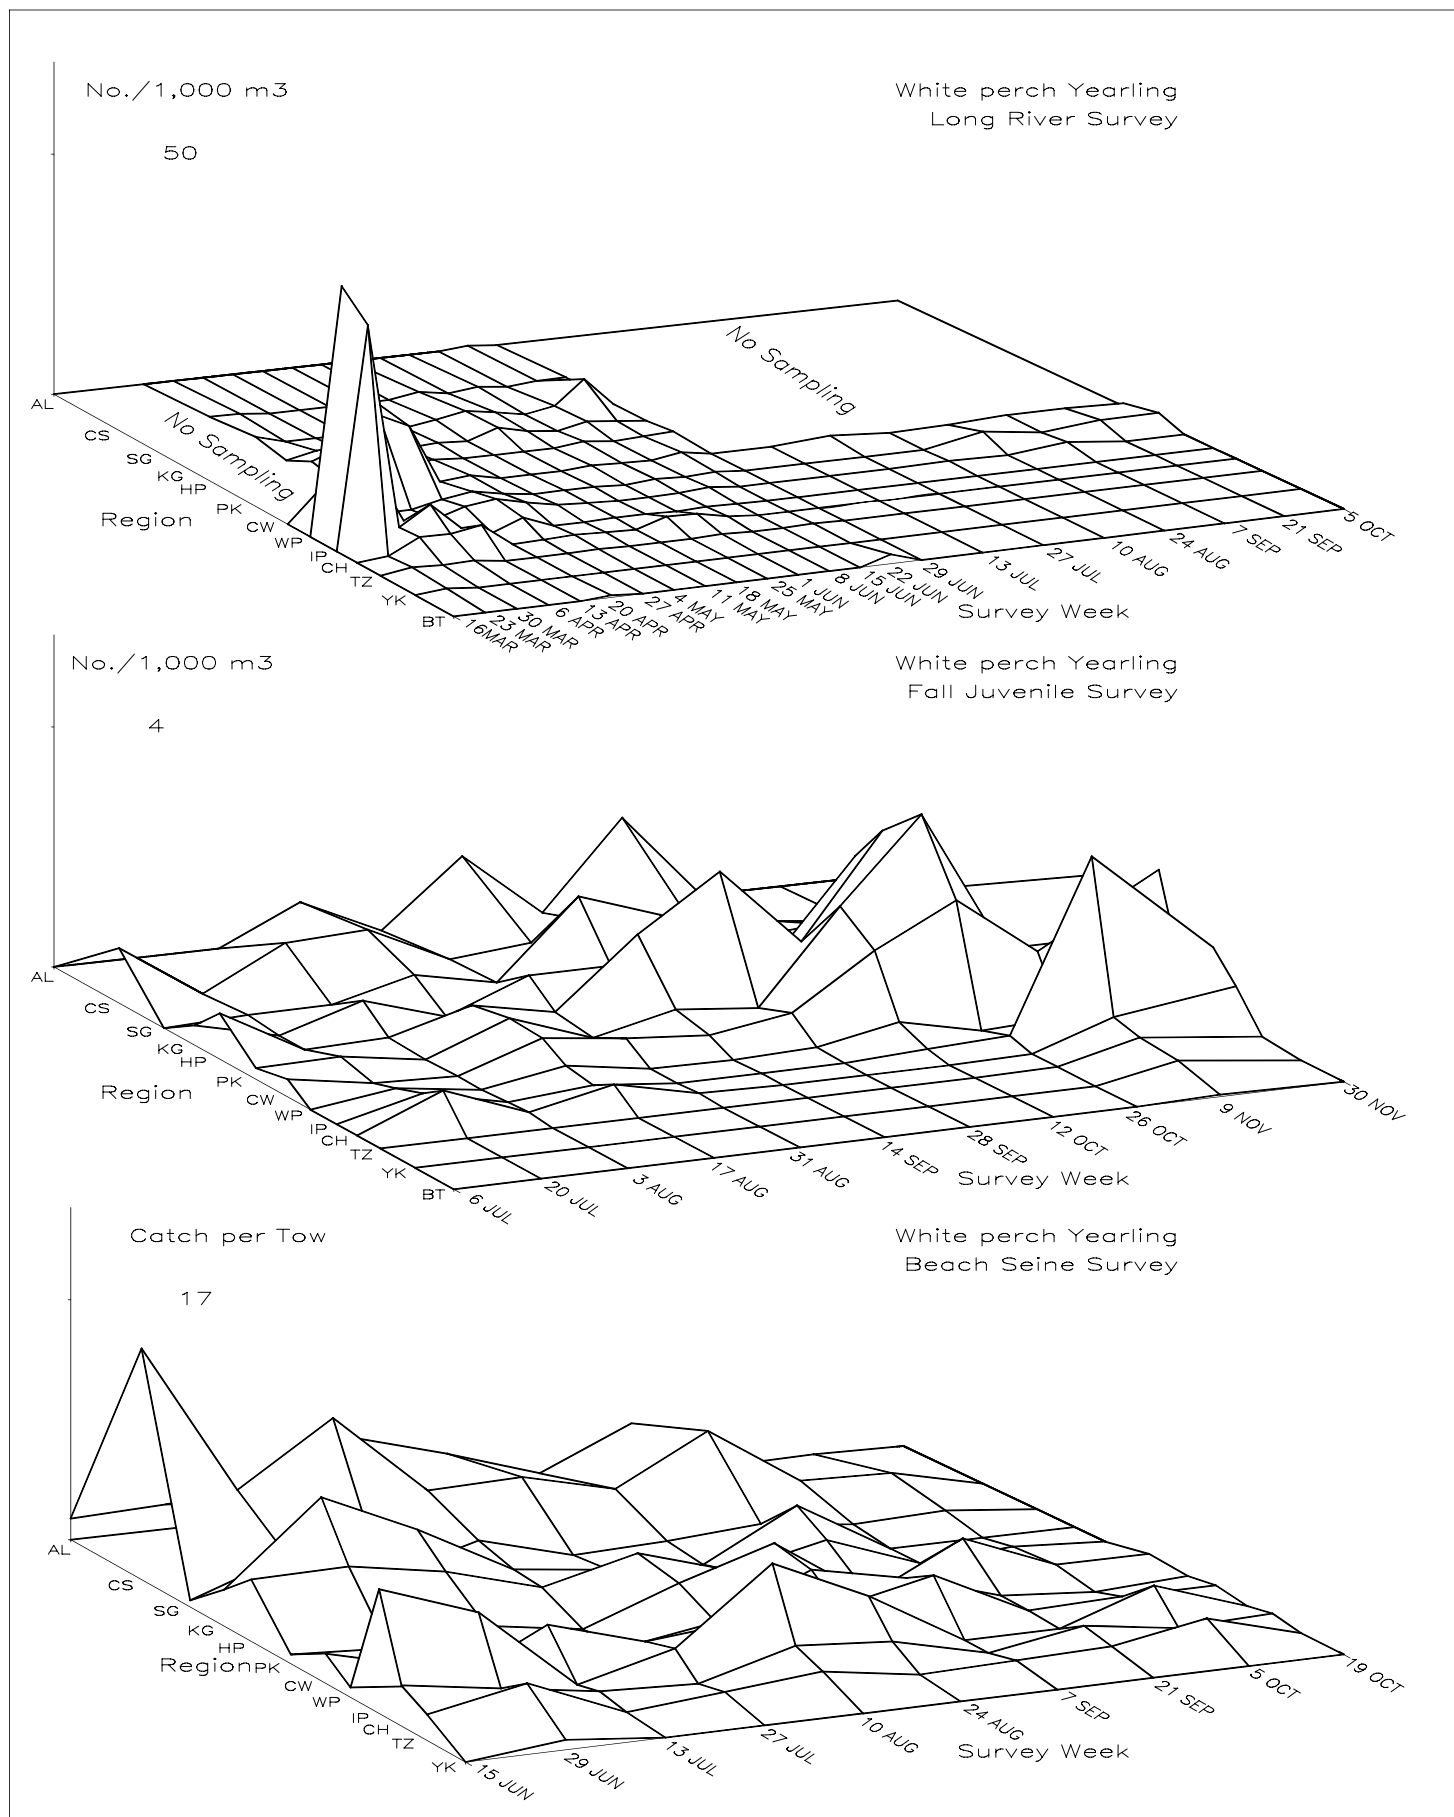 No./1,000 m3
White perch Yearling
Long River Survey
50
No Sampling
No Sampling
AL
CS
SG
KG
HP
PK
CW
WP
IP
CH
TZ
YK
BT
Region
16MAR
23 MAR
30 MAR
6 APR
13 APR
20 APR
27 APR
4 MAY
11 MAY
18 MAY
25 MAY
1 JUN
8 JUN
15 JUN
22 JUN
29 JUN
13 JUL
27 JUL
10 AUG
24 AUG
7 SEP
21 SEP
5 OCT
Survey Week
No./1,000 m3
White perch Yearling
Fall Juvenile Survey
4
AL
CS
SG
KG
HP
PK
CW
WP
IP
CH
TZ
YK
BT
Region
6 JUL
20 JUL
3 AUG
17 AUG
31 AUG
14 SEP
28 SEP
12 OCT
26 OCT
9 NOV
30 NOV
Survey Week
Catch per Tow
White perch Yearling
Beach Seine Survey
17
AL
CS
SG
KG
HP
PK
CW
WP
IP
CH
TZ
YK
Region
15 JUN
29 JUN
13 JUL
27 JUL
10 AUG
24 AUG
7 SEP
21 SEP
5 OCT
19 OCT
Survey Week